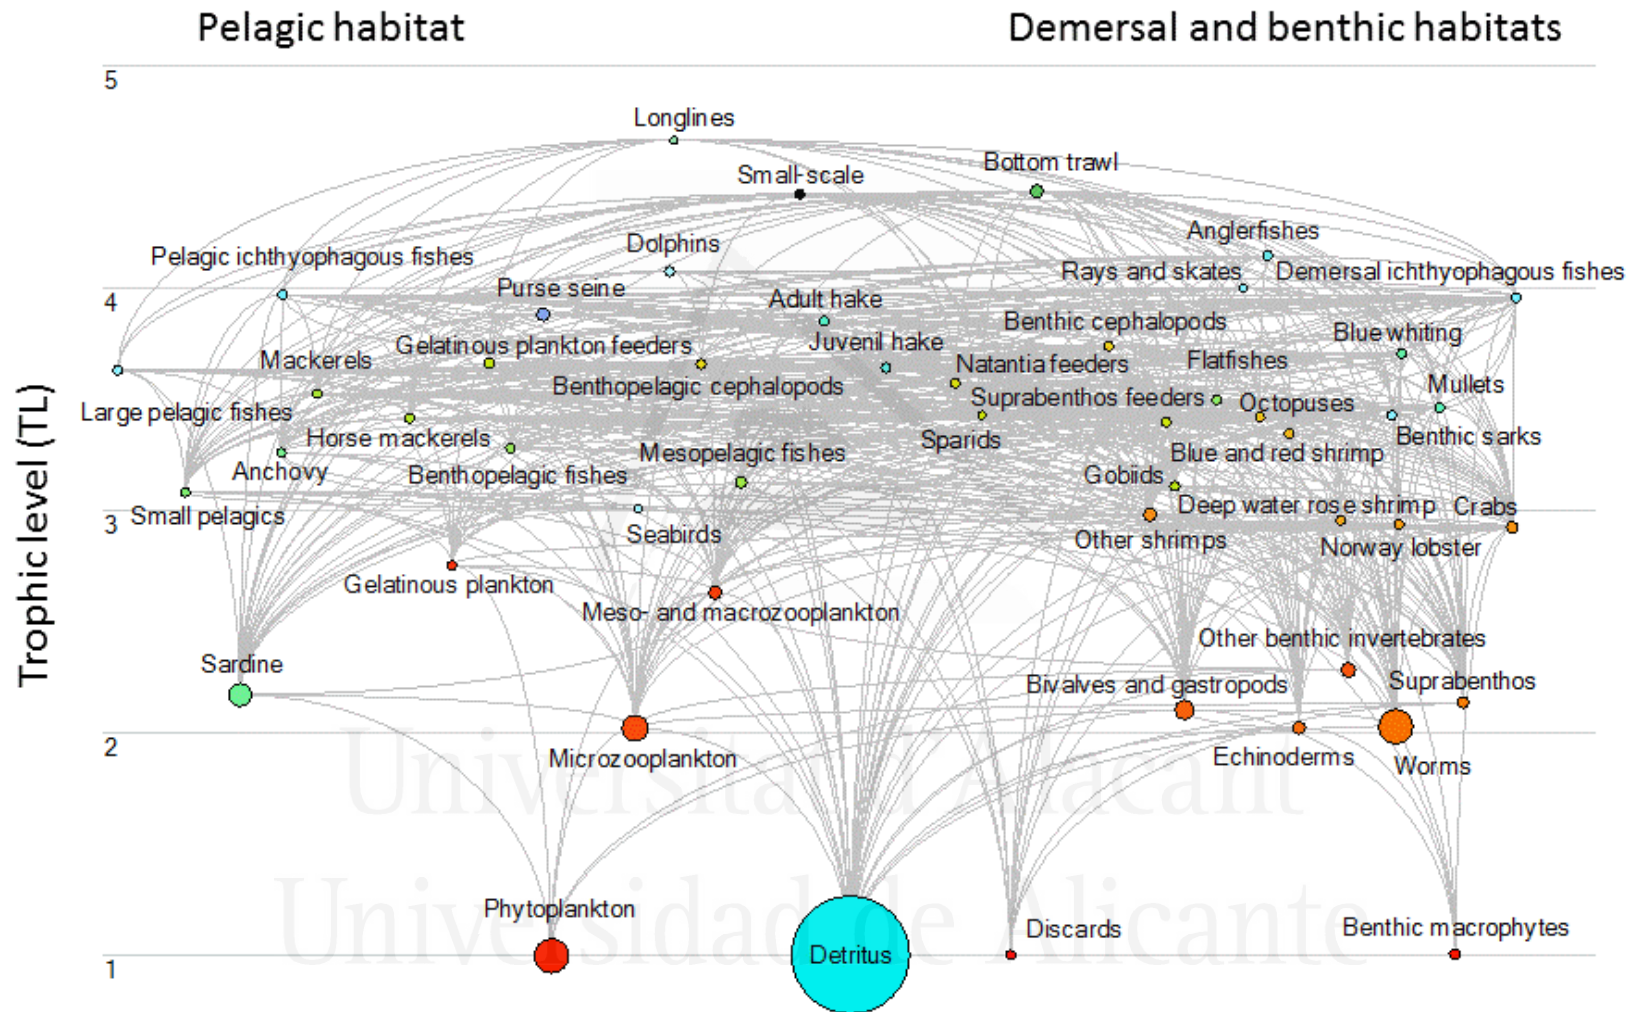 Pelagic habitat
Demersal and benthic habitats
Trophic level (TL)
5
Longlines
Bottom trawl
Small-scale
Anglerfishes
Dolphins
Pelagic ichthyophagous fishes
Rays and skates
Demersal ichthyophagous fishes
4
Purse seine
Adult hake
Benthic cephalopods
Blue whiting
Juvenil hake
Gelatinous plankton feeders
Mackerels
Natantia feeders
Flatfishes
Benthopelagic cephalopods
Mullets
Suprabenthos feeders
Octopuses
Large pelagic fishes
Horse mackerels
Sparids
Benthic sarks
Mesopelagic fishes
Blue and red shrimp
Anchovy
Benthopelagic fishes
Gobiids
Deep water rose shrimp
Crabs
Small pelagics
3
Seabirds
Other shrimps
Norway lobster
Gelatinous plankton
Meso- and macrozooplankton
Other benthic invertebrates
Sardine
Bivalves and gastropods
Suprabenthos
2
Microzooplankton
Echinoderms
Worms
Universitat d'Alacant
Universidad de Alicante
Phytoplankton
Discards
Benthic macrophytes
Detritus
1